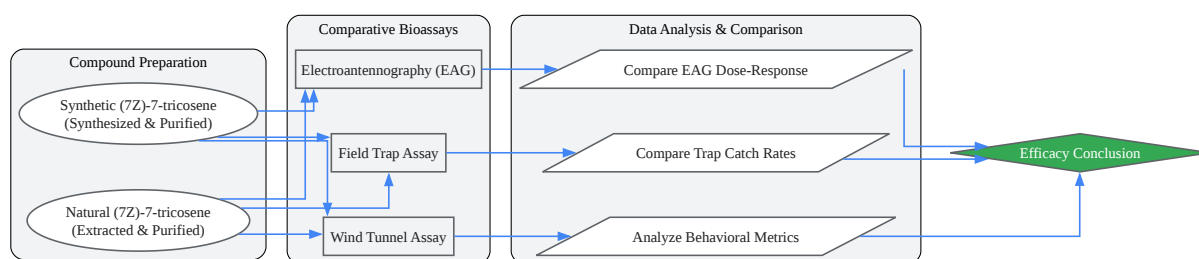 Compound Preparation
Synthetic (7Z)-7-tricosene
(Synthesized & Purified)
Natural (7Z)-7-tricosene
(Extracted & Purified)
Comparative Bioassays
Electroantennography (EAG)
Field Trap Assay
Wind Tunnel Assay
Data Analysis & Comparison
Compare EAG Dose-Response
Compare Trap Catch Rates
Analyze Behavioral Metrics
Efficacy Conclusion